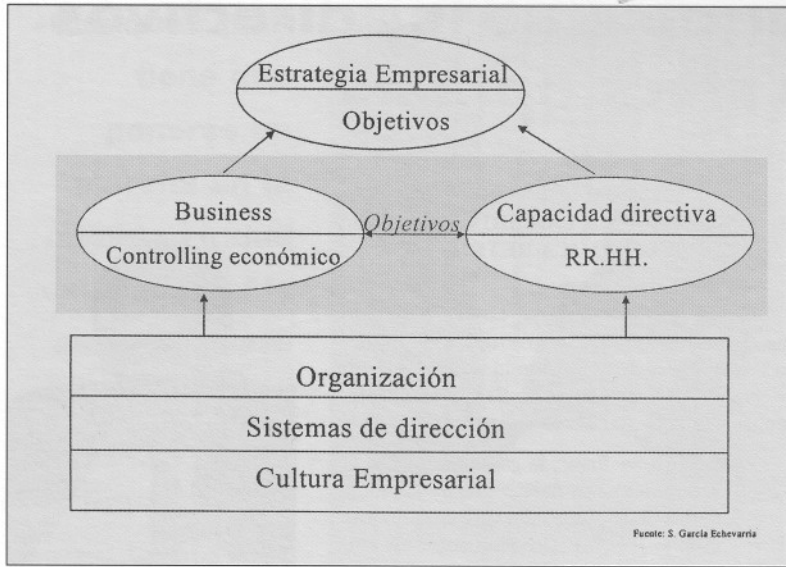 Estrategia Empresarial
Objetivos
Business
Controlling económico
Objetivos
Capacidad directiva
RR.HH.
Organización
Sistemas de dirección
Cultura Empresarial
Fuente: S. García Echevarría